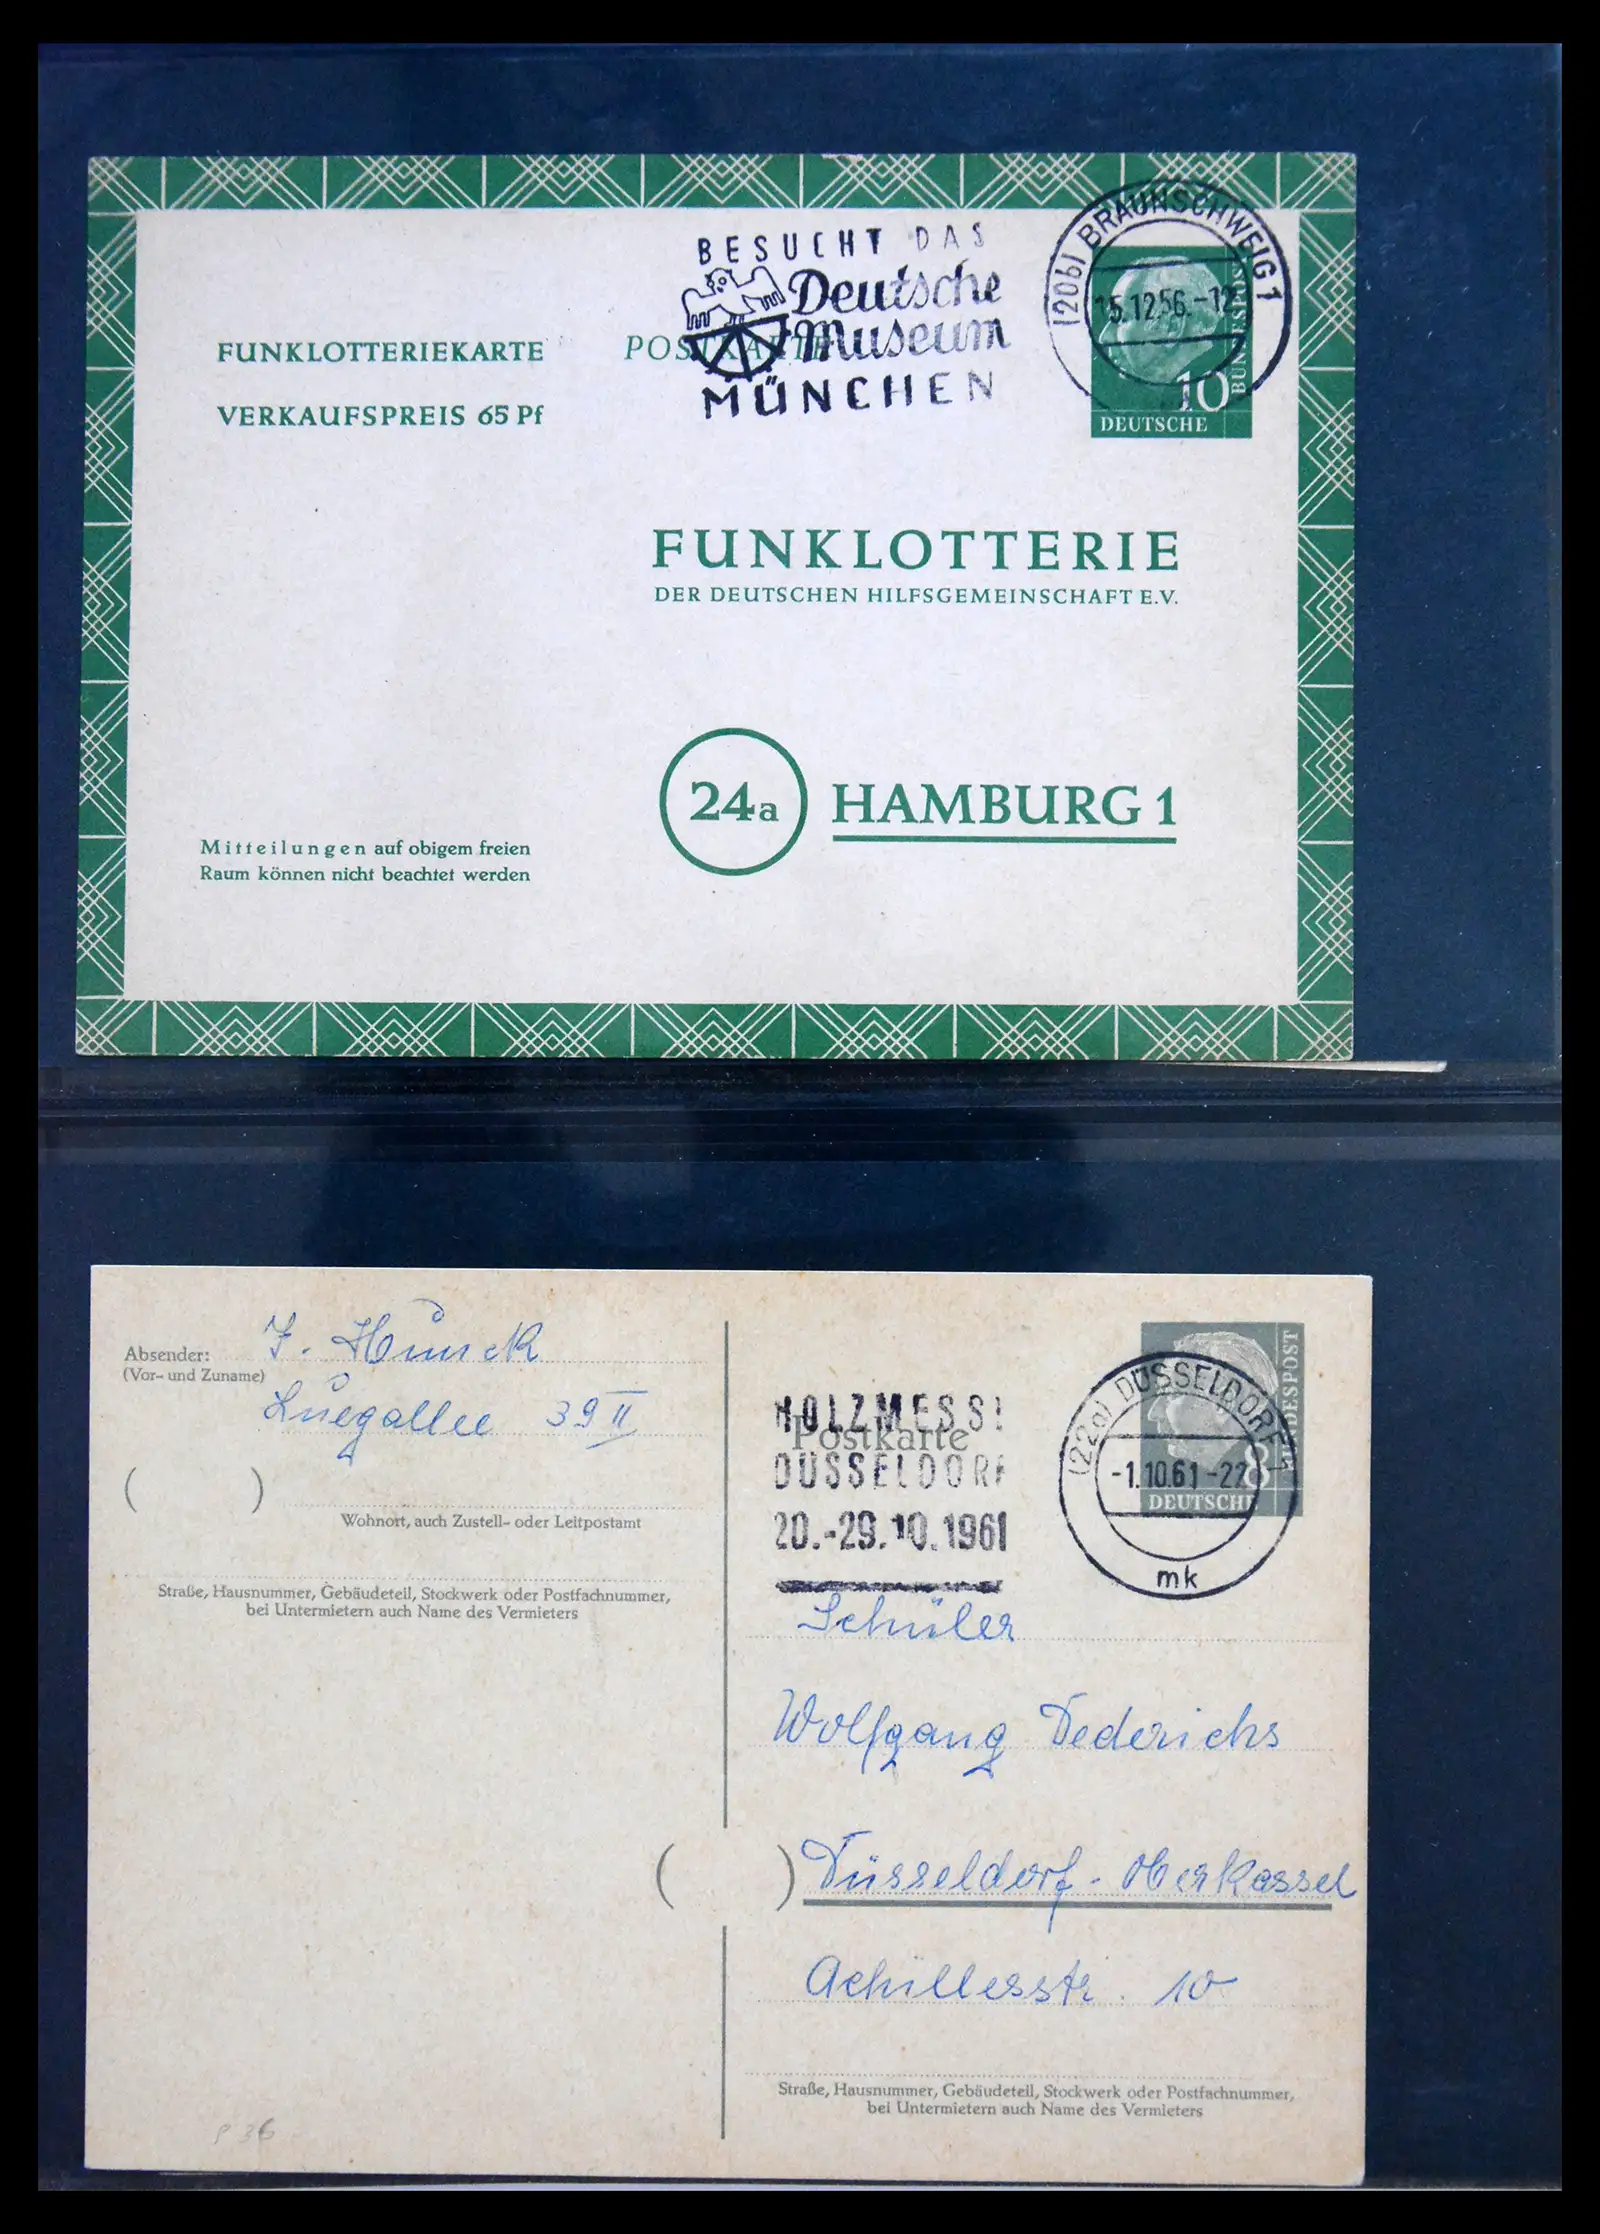 BESUCHT DAS
Deutsche
Museum
MÜNCHEN
(20b) BRAUNSCHWEIG 1
15.12.56.-12
10
BUNDESPOST
DEUTSCHE
FUNKLOTTERIEKARTE
POSTKARTE
VERKAUFSPREIS 65 Pf
FUNKLOTTERIE
DER DEUTSCHEN HILFSGEMEINSCHAFT E.V.
24a HAMBURG 1
Mitteilungen auf obigem freien
Raum können nicht beachtet werden
Absender:
(Vor- und Zuname)
Luegallee 39 II
( )
Wohnort, auch Zustell- oder Leitpostamt
Straße, Hausnummer, Gebäudeteil, Stockwerk oder Postfachnummer,
bei Untermietern auch Name des Vermieters
HOLZMESSE
Postkarte
DÜSSELDORF
20.-29.10.1961
(22a) DÜSSELDORF 1
-1.10.61-22
mk
8
BUNDESPOST
DEUTSCHE
Schüler
Wolfgang Dederichs
( ) Düsseldorf-Oberkassel
Achillesstr. 10
Straße, Hausnummer, Gebäudeteil, Stockwerk oder Postfachnummer,
bei Untermietern auch Name des Vermieters
P 36